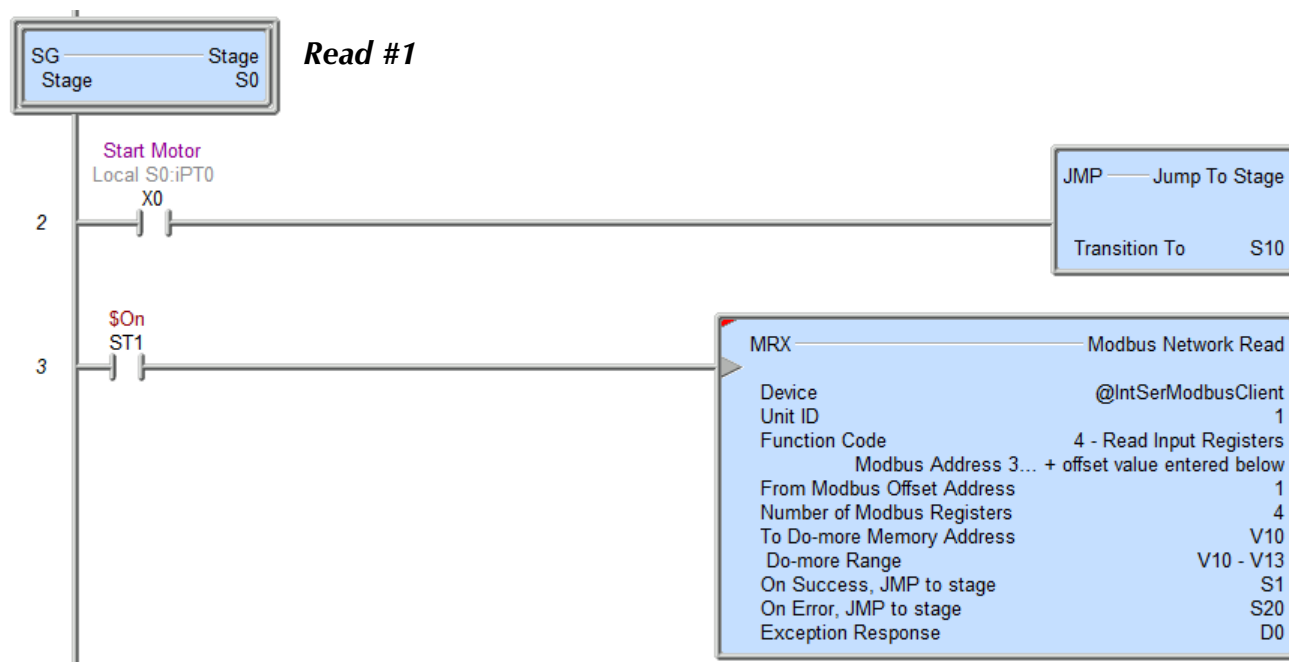 SG Stage Read #1
Stage S0
Start Motor
Local S0:iPT0
X0
2
JMP Jump To Stage
Transition To S10
$On
ST1
3
MRX Modbus Network Read
Device @IntSerModbusClient
Unit ID 1
Function Code 4 - Read Input Registers
Modbus Address 3... + offset value entered below
From Modbus Offset Address 1
Number of Modbus Registers 4
To Do-more Memory Address V10
Do-more Range V10 - V13
On Success, JMP to stage S1
On Error, JMP to stage S20
Exception Response D0